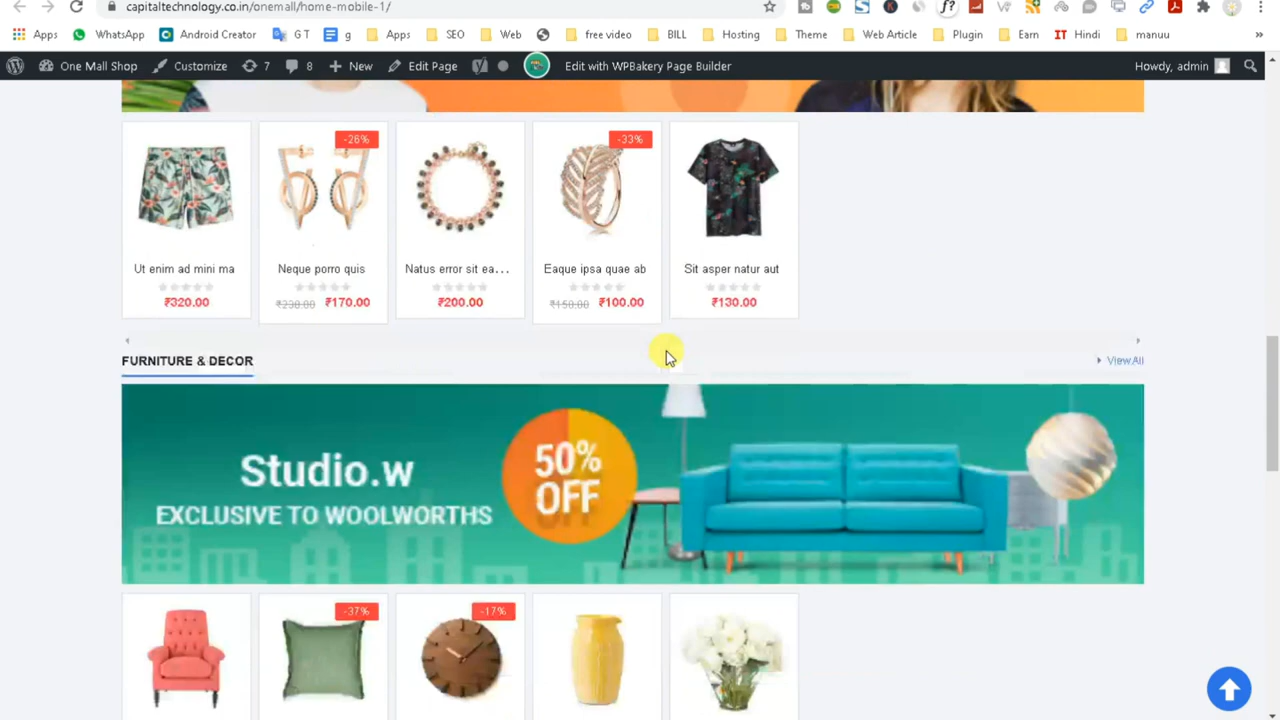 capitaltechnology.co.in/onemall/home-mobile-1/
Apps WhatsApp Android Creator G T g Apps SEO Web free video BILL Hosting Theme Web Article Plugin Earn IT Hindi manuu »
One Mall Shop Customize 7 8 New Edit Page Edit with WPBakery Page Builder Howdy, admin
-26% -33%
Ut enim ad mini ma Neque porro quis Natus error sit ea... Eaque ipsa quae ab Sit asper natur aut
₹320.00 ₹230.00 ₹170.00 ₹200.00 ₹150.00 ₹100.00 ₹130.00
FURNITURE & DECOR View All
Studio.w
EXCLUSIVE TO WOOLWORTHS
50%
OFF
-37% -17%